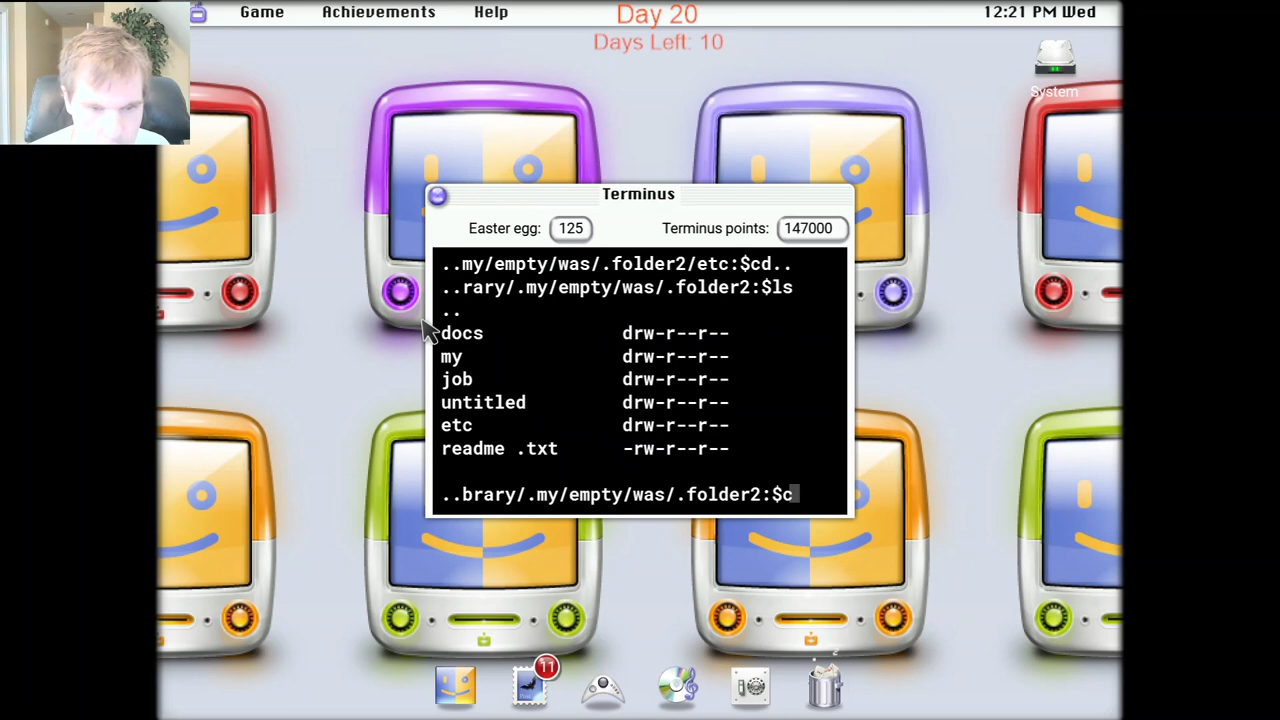 Game Achievements Help
Day 20
Days Left: 10
12:21 PM Wed
System
Terminus
Easter egg: 125 Terminus points: 147000
..my/empty/was/.folder2/etc:$cd..
..rary/.my/empty/was/.folder2:$ls
..
docs drw-r--r--
my drw-r--r--
job drw-r--r--
untitled drw-r--r--
etc drw-r--r--
readme .txt -rw-r--r--
..brary/.my/empty/was/.folder2:$c
11